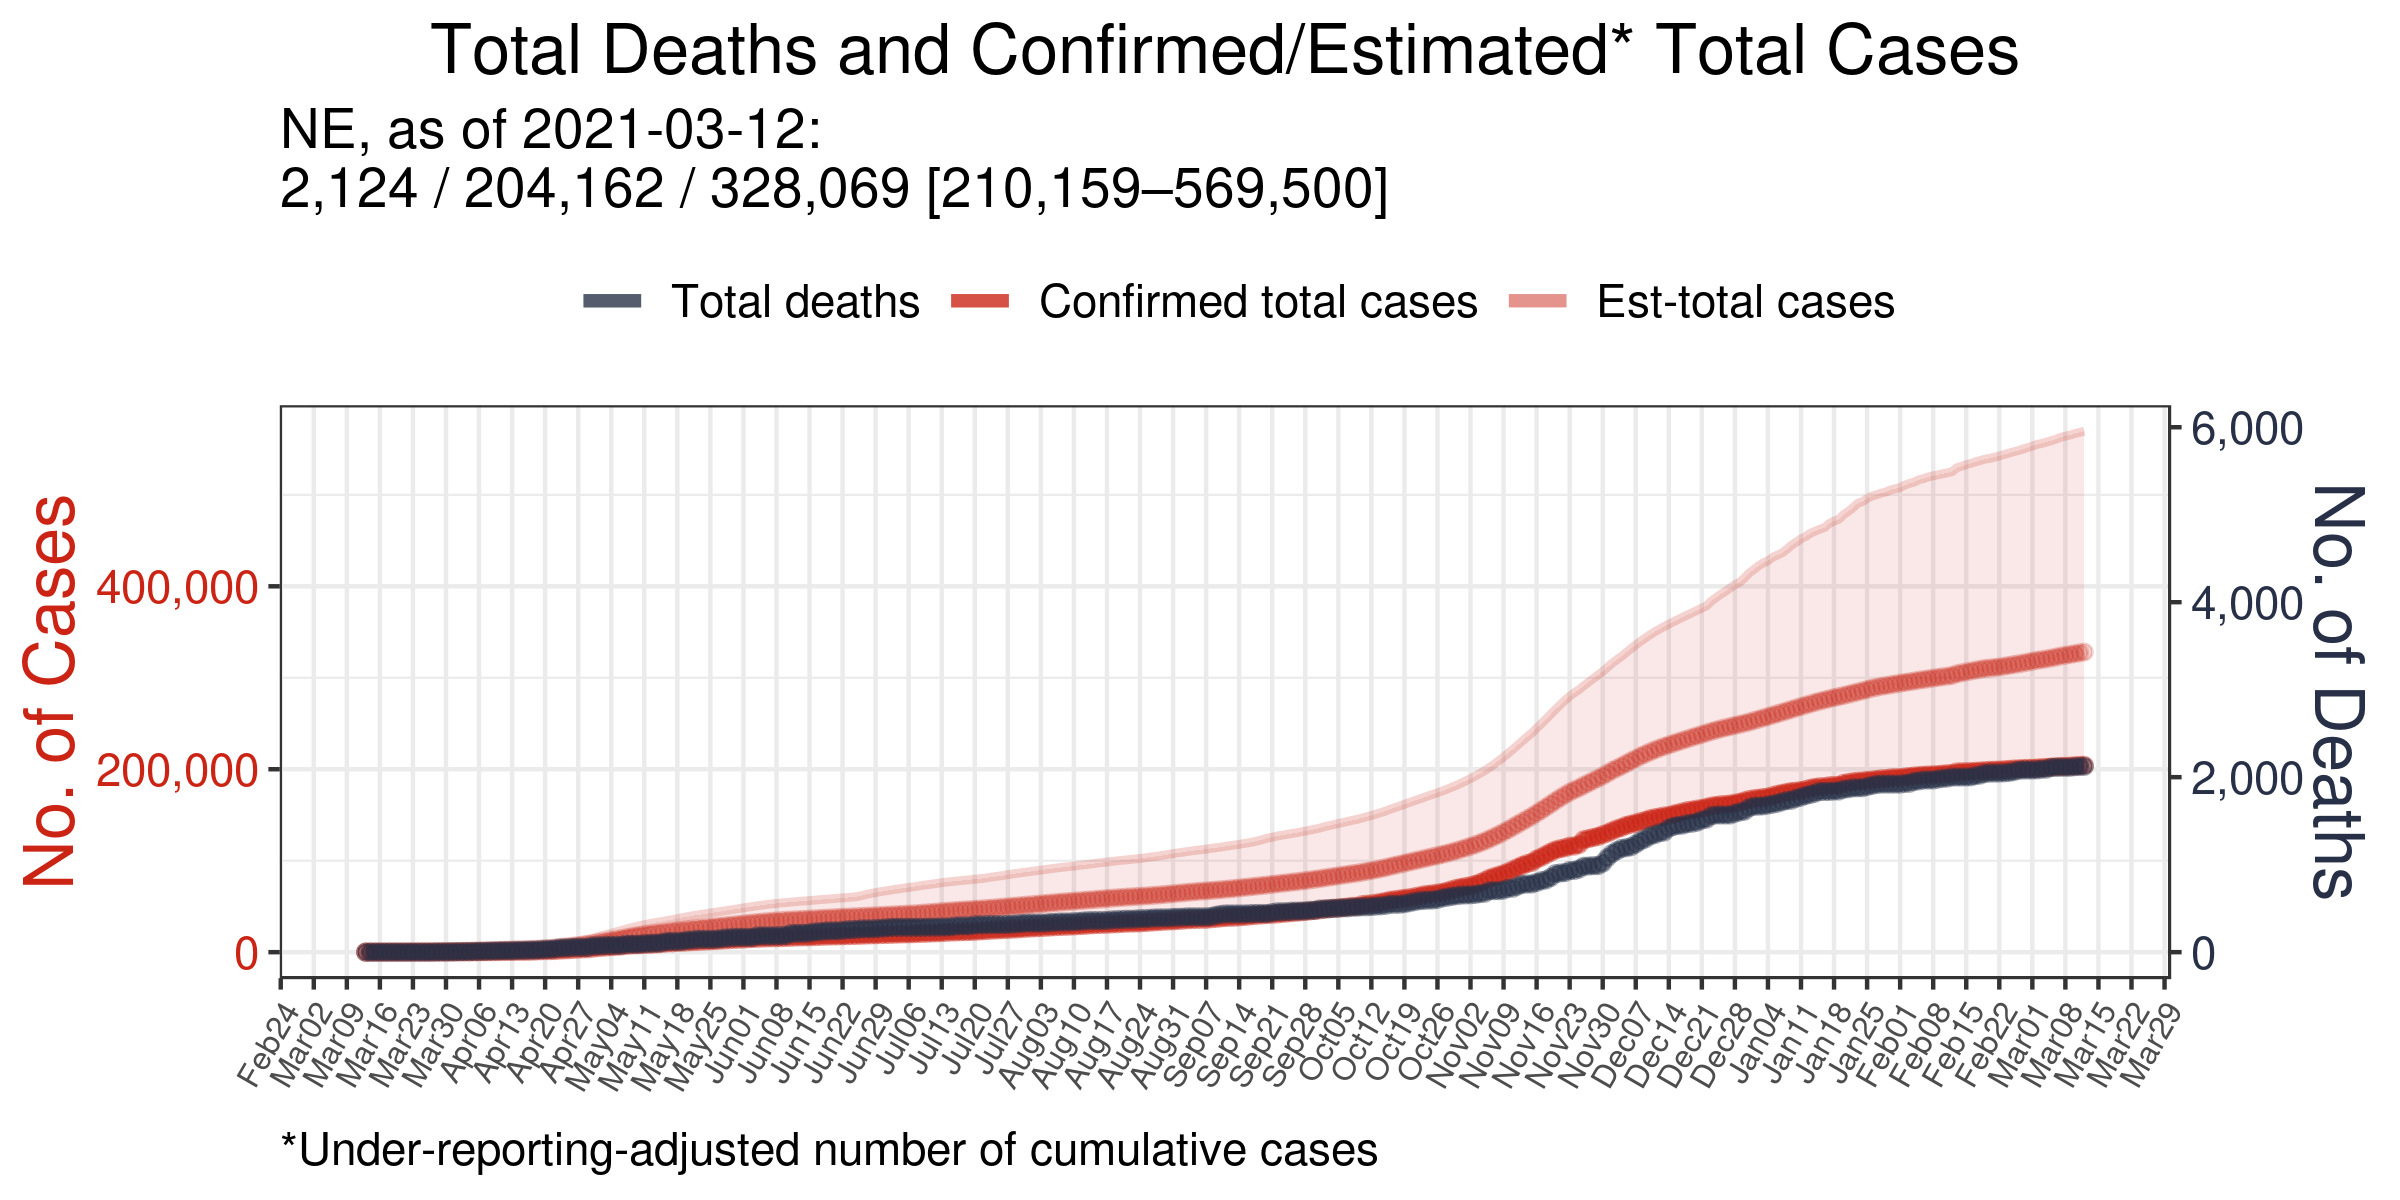 Total Deaths and Confirmed/Estimated* Total Cases
NE, as of 2021-03-12:
2,124 / 204,162 / 328,069 [210,159–569,500]
Total deaths
Confirmed total cases
Est-total cases
No. of Cases
400,000
200,000
0
6,000
4,000
2,000
0
No. of Deaths
Feb24
Mar02
Mar09
Mar16
Mar23
Mar30
Apr06
Apr13
Apr20
Apr27
May04
May11
May18
May25
Jun01
Jun08
Jun15
Jun22
Jun29
Jul06
Jul13
Jul20
Jul27
Aug03
Aug10
Aug17
Aug24
Aug31
Sep07
Sep14
Sep21
Sep28
Oct05
Oct12
Oct19
Oct26
Nov02
Nov09
Nov16
Nov23
Nov30
Dec07
Dec14
Dec21
Dec28
Jan04
Jan11
Jan18
Jan25
Feb01
Feb08
Feb15
Feb22
Mar01
Mar08
Mar15
Mar22
Mar29
*Under-reporting-adjusted number of cumulative cases